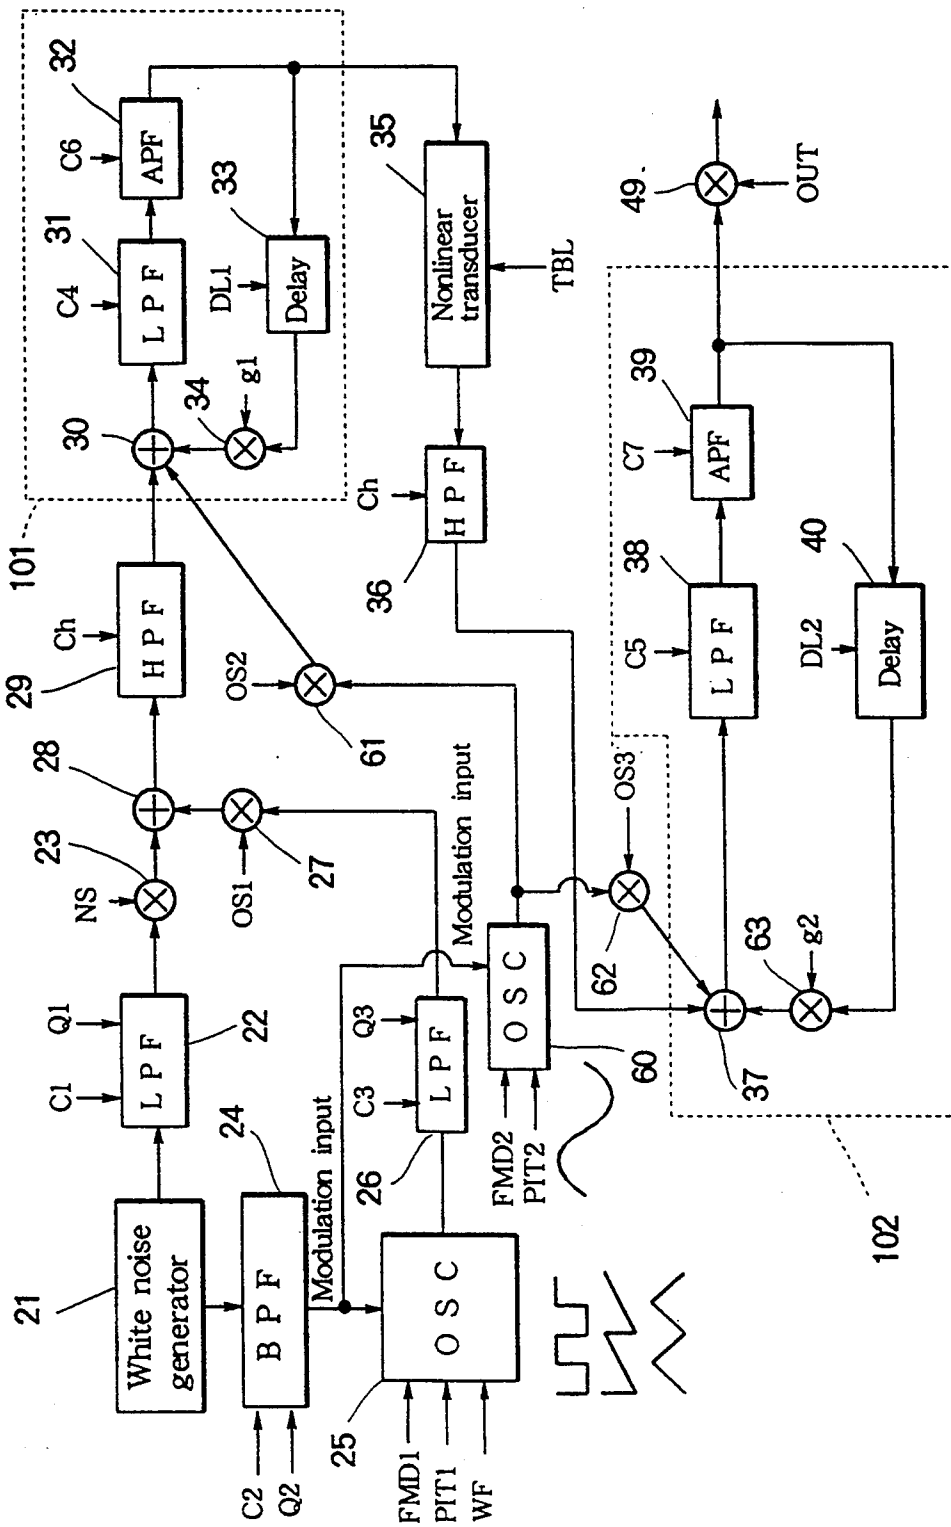 21
White noise
generator
C1
Q1
LPF
22
NS
23
28
29
Ch
HPF
101
30
31
C4
LPF
C6
32
APF
24
C2
Q2
BPF
OS1
27
OS2
61
34
g1
DL1
33
Delay
Modulation input
Modulation input
25
FMD1
PIT1
WF
OSC
26
C3
Q3
LPF
Ch
36
HPF
Nonlinear
transducer
35
TBL
FMD2
PIT2
OSC
60
62
OS3
102
37
63
g2
C5
38
LPF
C7
39
APF
DL2
40
Delay
49.
OUT